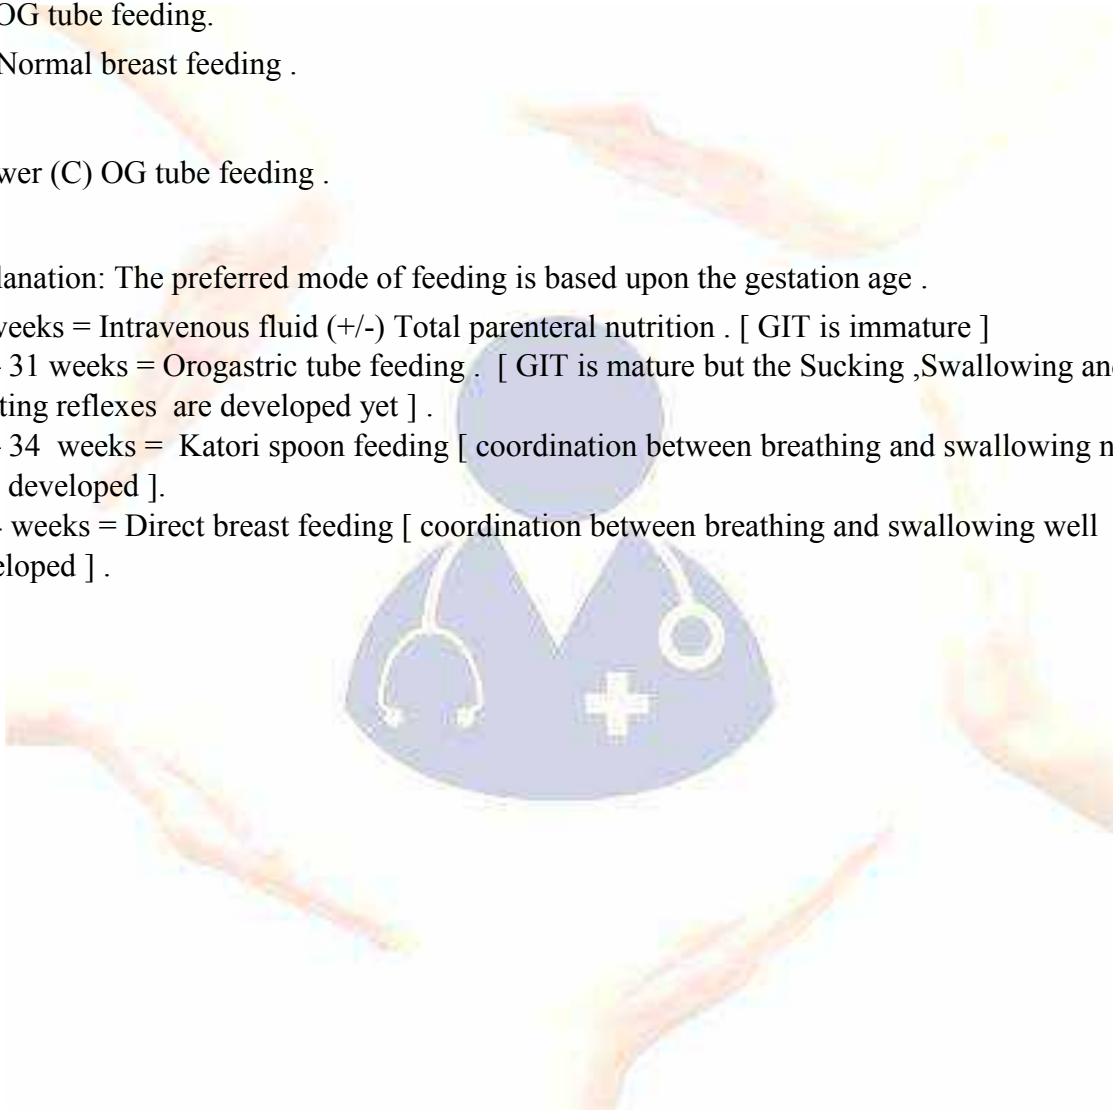 OG tube feeding.
Normal breast feeding .
wer (C) OG tube feeding .
lanation: The preferred mode of feeding is based upon the gestation age .
weeks = Intravenous fluid (+/-) Total parenteral nutrition . [ GIT is immature ]
31 weeks = Orogastric tube feeding . [ GIT is mature but the Sucking ,Swallowing and
ting reflexes are developed yet ] .
34 weeks = Katori spoon feeding [ coordination between breathing and swallowing n
developed ].
weeks = Direct breast feeding [ coordination between breathing and swallowing well
eloped ] .